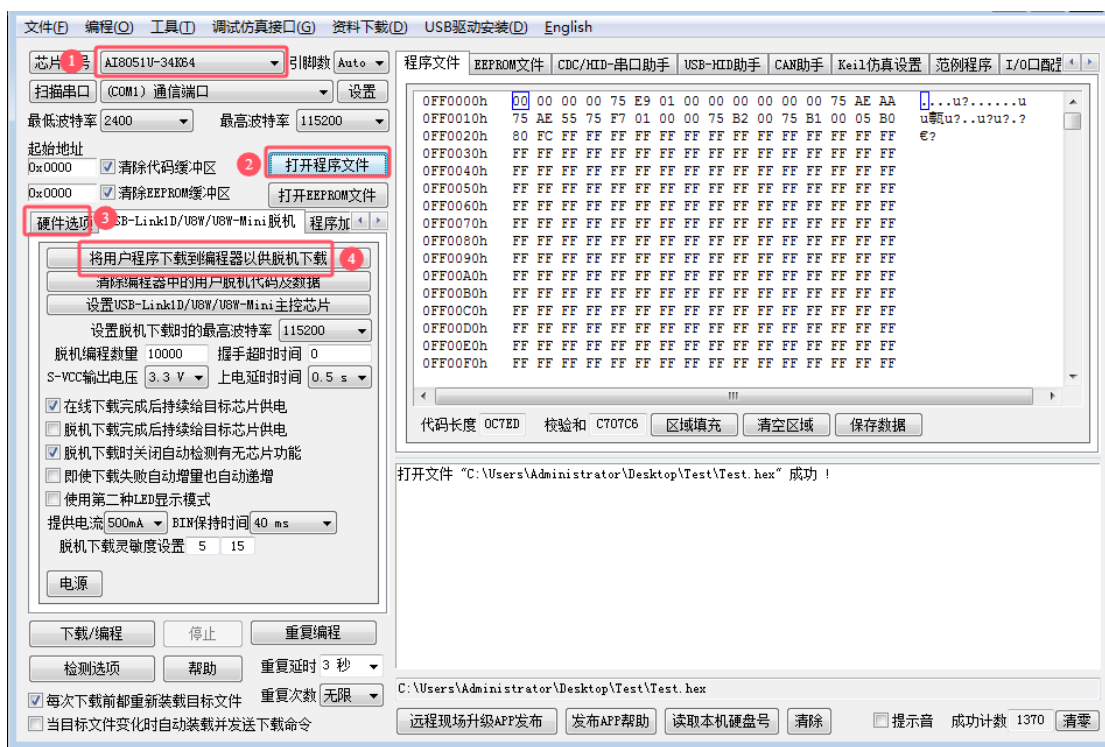 文件(F) 编程(O) 工具(T) 调试仿真接口(G) 资料下载(D) USB驱动安装(D) English
芯片 1 号 AI8051U-34K64 引脚数 Auto
扫描串口 (COM1) 通信端口 设置
最低波特率 2400 最高波特率 115200
起始地址
0x0000 清除代码缓冲区 2 打开程序文件
0x0000 清除EEPROM缓冲区 打开EEPROM文件
硬件选项 3 SB-Link1D/U8W/U8W-Mini脱机 程序加
将用户程序下载到编程器以供脱机下载 4
清除编程器中的用户脱机代码及数据
设置USB-Link1D/U8W/U8W-Mini主控芯片
设置脱机下载时的最高波特率 115200
脱机编程数量 10000 握手超时时间 0
S-VCC输出电压 3.3 V 上电延时时间 0.5 s
在线下载完成后持续给目标芯片供电
脱机下载完成后持续给目标芯片供电
脱机下载时关闭自动检测有无芯片功能
即使下载失败自动增量也自动递增
使用第二种LED显示模式
提供电流 500mA BIN保持时间 40 ms
脱机下载灵敏度设置 5 15
电源
下载/编程 停止 重复编程
检测选项 帮助 重复延时 3 秒
每次下载前都重新装载目标文件 重复次数 无限
当目标文件变化时自动装载并发送下载命令
程序文件 EEPROM文件 CDC/HID-串口助手 USB-HID助手 CAN助手 Keil仿真设置 范例程序 I/O口配
0FF0000h 00 00 00 00 75 E9 01 00 00 00 00 00 00 75 AE AA ....u?......u
0FF0010h 75 AE 55 75 F7 01 00 00 75 B2 00 75 B1 00 05 B0 u甋u?..u?u?.?
0FF0020h 80 FC FF FF FF FF FF FF FF FF FF FF FF FF FF FF €?
0FF0030h FF FF FF FF FF FF FF FF FF FF FF FF FF FF FF FF
0FF0040h FF FF FF FF FF FF FF FF FF FF FF FF FF FF FF FF
0FF0050h FF FF FF FF FF FF FF FF FF FF FF FF FF FF FF FF
0FF0060h FF FF FF FF FF FF FF FF FF FF FF FF FF FF FF FF
0FF0070h FF FF FF FF FF FF FF FF FF FF FF FF FF FF FF FF
0FF0080h FF FF FF FF FF FF FF FF FF FF FF FF FF FF FF FF
0FF0090h FF FF FF FF FF FF FF FF FF FF FF FF FF FF FF FF
0FF00A0h FF FF FF FF FF FF FF FF FF FF FF FF FF FF FF FF
0FF00B0h FF FF FF FF FF FF FF FF FF FF FF FF FF FF FF FF
0FF00C0h FF FF FF FF FF FF FF FF FF FF FF FF FF FF FF FF
0FF00D0h FF FF FF FF FF FF FF FF FF FF FF FF FF FF FF FF
0FF00E0h FF FF FF FF FF FF FF FF FF FF FF FF FF FF FF FF
0FF00F0h FF FF FF FF FF FF FF FF FF FF FF FF FF FF FF FF
代码长度 0C7ED 校验和 C707C6 区域填充 清空区域 保存数据
打开文件 “C:\Users\Administrator\Desktop\Test\Test.hex” 成功 !
C:\Users\Administrator\Desktop\Test\Test.hex
远程现场升级APP发布 发布APP帮助 读取本机硬盘号 清除 提示音 成功计数 1370 清零